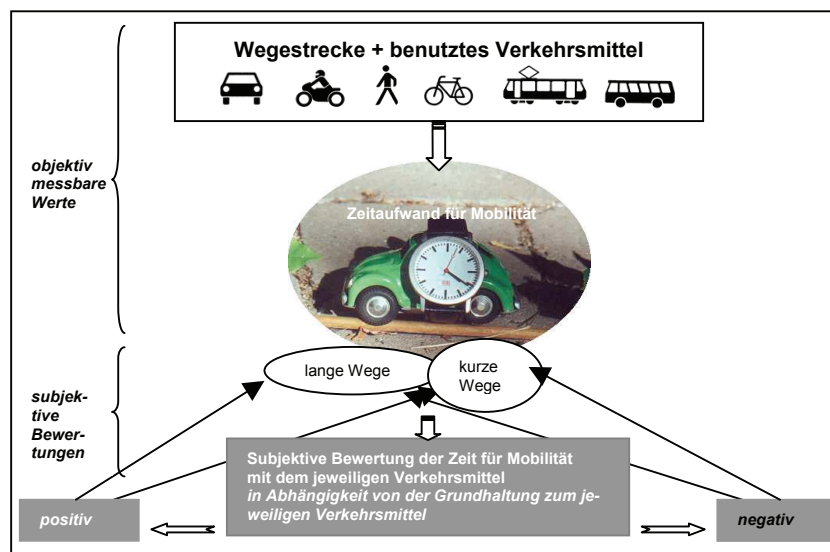 Wegestrecke + benutztes Verkehrsmittel
objektiv
messbare
Werte
Zeitaufwand für Mobilität
lange Wege
kurze
Wege
subjek-
tive
Bewer-
tungen
Subjektive Bewertung der Zeit für Mobilität
mit dem jeweiligen Verkehrsmittel
in Abhängigkeit von der Grundhaltung zum je-
weiligen Verkehrsmittel
positiv
negativ